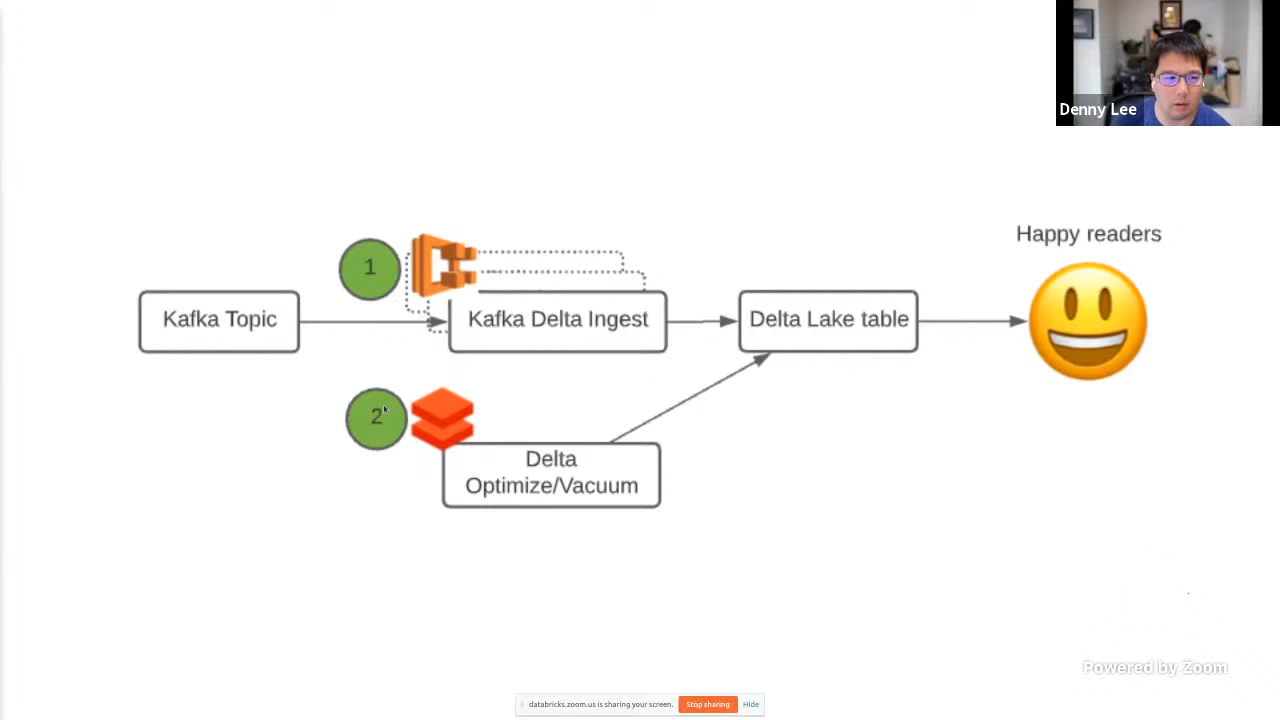 Denny Lee
Happy readers
1
Kafka Topic
Kafka Delta Ingest
Delta Lake table
2
Delta
Optimize/Vacuum
Powered by Zoom
databricks.zoom.us is sharing your screen.
Stop sharing
Hide